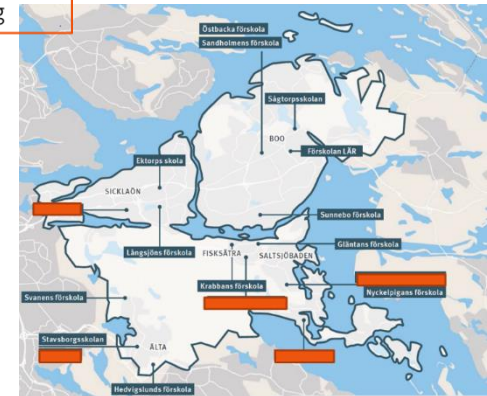 g
Östbacka förskola
Sandholmens förskola
Sågtorpsskolan
BOO
Förskolan LÄR
Ektorps skola
SICKLAÖN
Sunnebo förskola
Långsjöns förskola
FISKSÄTRA
SALTSJÖBADEN
Gläntans förskola
Krabbans förskola
Nyckelpigans förskola
Svanens förskola
Stavsborgsskolan
ÄLTA
Hedvigslunds förskola